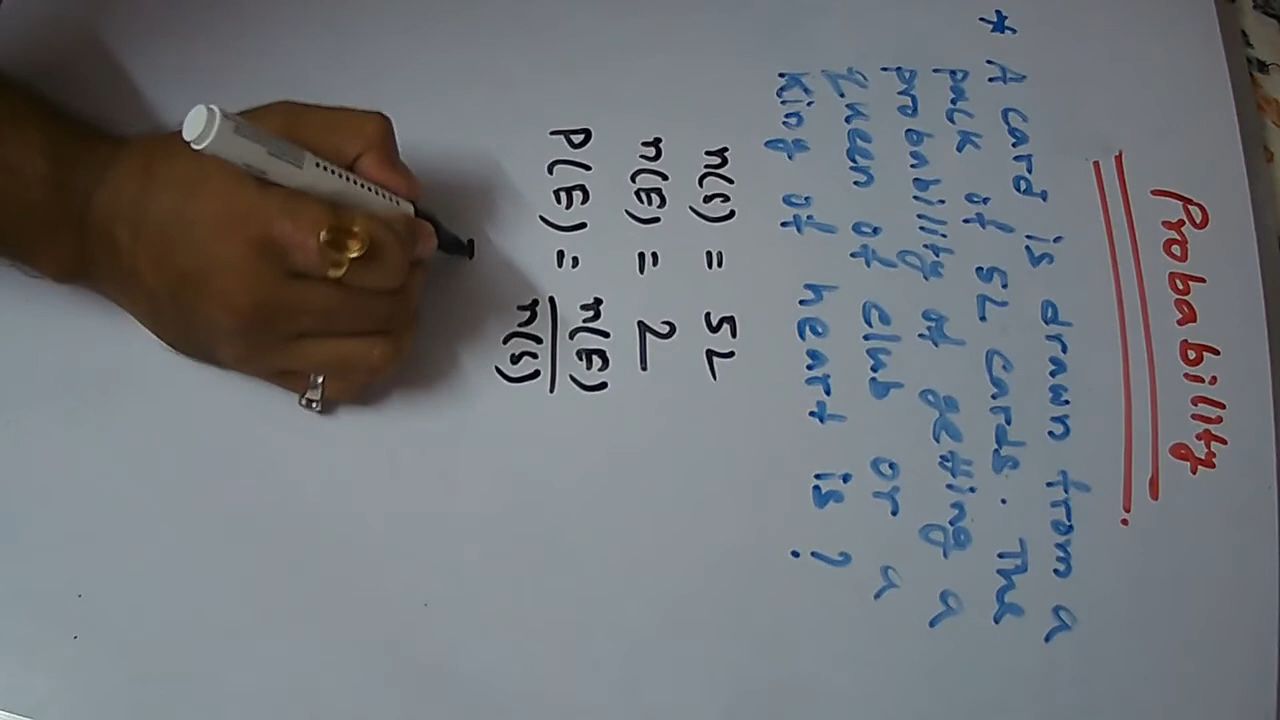 Probability
* A card is drawn from a
pack of 52 cards. The
probability of getting a
Queen of club or a
king of heart is ?
n(S) = 52
n(E) = 2
P(E) = n(E)
n(S)